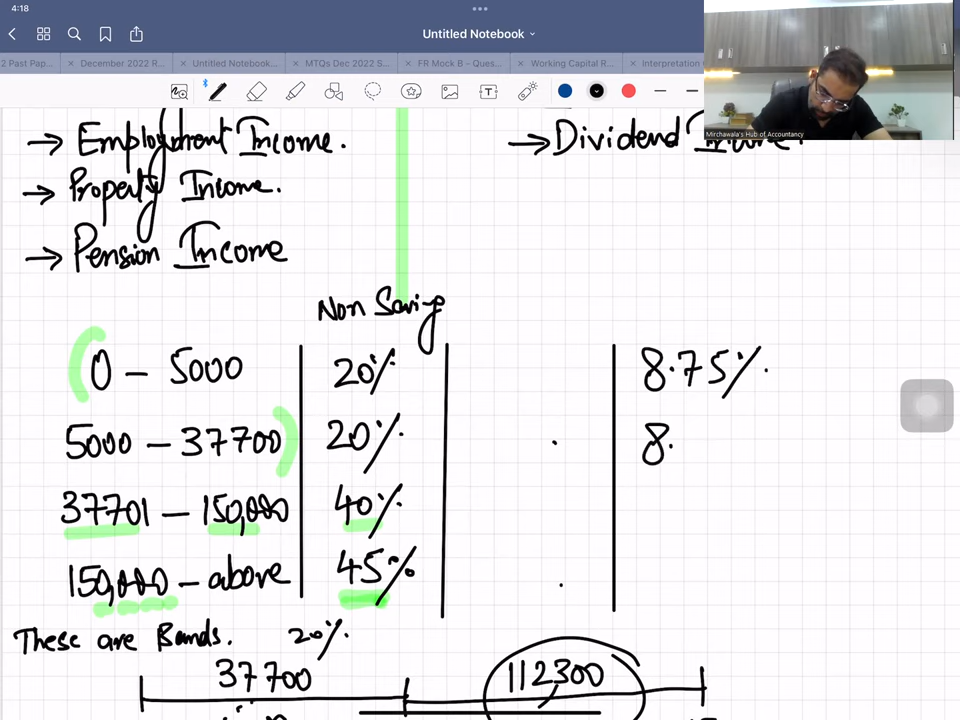 4:18
Untitled Notebook
2 Past Pap...
December 2022 R...
Untitled Notebook...
MTQs Dec 2022 S...
FR Mock B - Ques...
Working Capital R...
Interpretation
Mirchawala's Hub of Accountancy
→ Employment Income.
→ Dividend Income.
→ Property Income.
→ Pension Income
Non Saving
0 - 5000 20% 8.75%
5000 - 37700 20% 8.
37701 - 150,000 40%
150,000 - above 45%
These are Bands. 20%
37700 112300